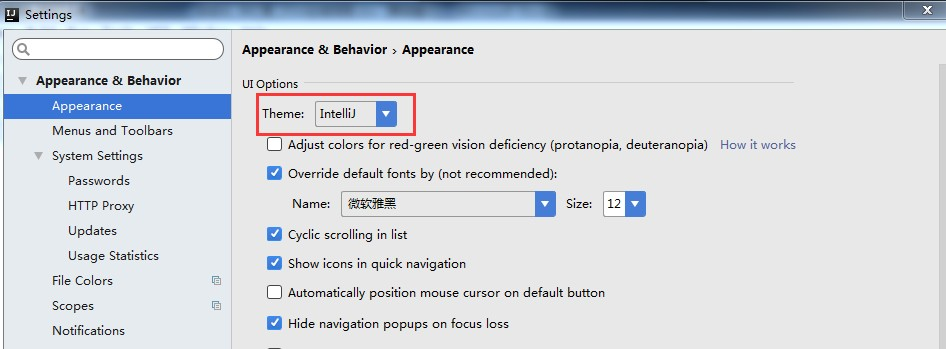 IJ Settings
Appearance & Behavior › Appearance
Appearance & Behavior
Appearance
Menus and Toolbars
System Settings
Passwords
HTTP Proxy
Updates
Usage Statistics
File Colors
Scopes
Notifications
UI Options
Theme: IntelliJ
Adjust colors for red-green vision deficiency (protanopia, deuteranopia) How it works
Override default fonts by (not recommended):
Name: 微软雅黑 Size: 12
Cyclic scrolling in list
Show icons in quick navigation
Automatically position mouse cursor on default button
Hide navigation popups on focus loss